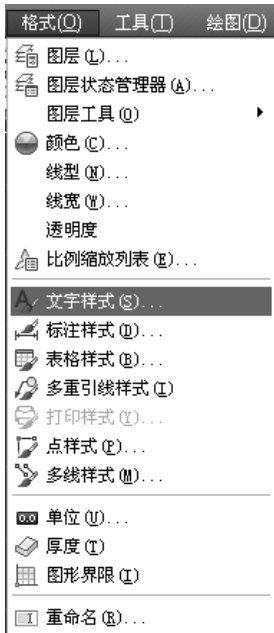 格式(O) 工具(T) 绘图(D)
图层(L)...
图层状态管理器(A)...
图层工具(O)
颜色(C)...
线型(N)...
线宽(W)...
透明度
比例缩放列表(E)...
文字样式(S)...
标注样式(D)...
表格样式(B)...
多重引线样式(I)
打印样式(Y)...
点样式(P)...
多线样式(M)...
0.0 单位(U)...
厚度(T)
图形界限(I)
重命名(R)...